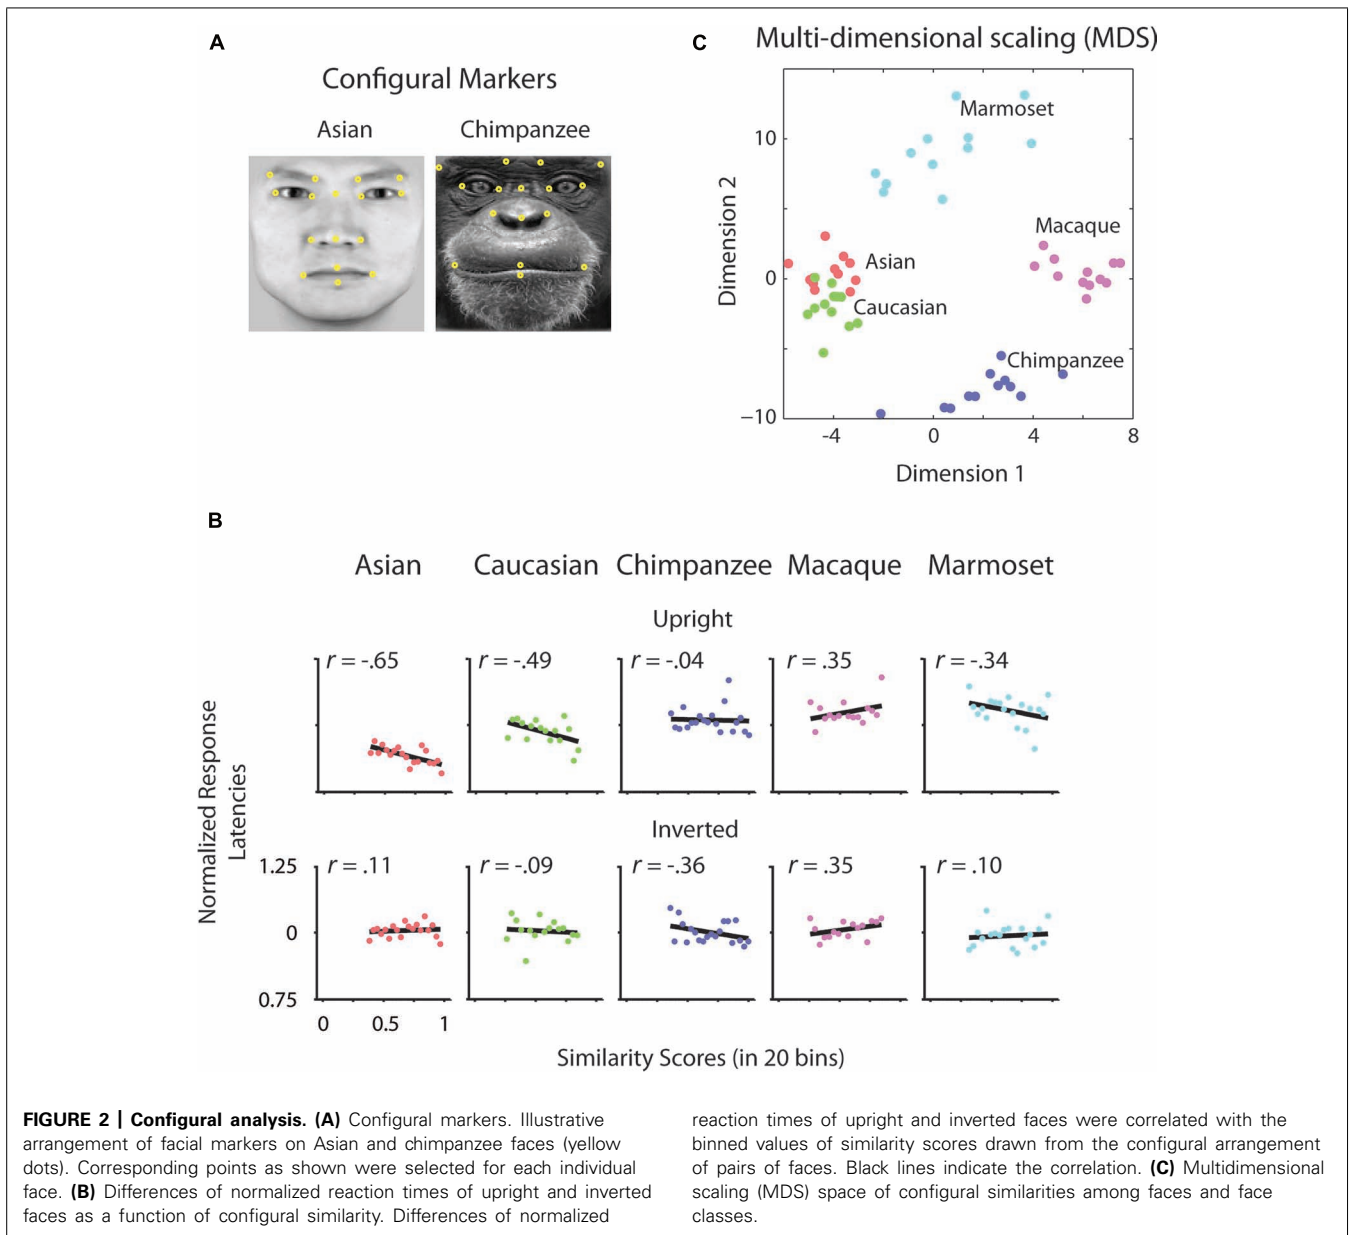 A
Configural Markers
Asian
Chimpanzee
C
Multi-dimensional scaling (MDS)
Dimension 2
10
0
−10
Marmoset
Macaque
Asian
Caucasian
Chimpanzee
-4
0
4
8
Dimension 1
B
Asian
Caucasian
Chimpanzee
Macaque
Marmoset
Upright
r = -.65
r = -.49
r = -.04
r = .35
r = -.34
Normalized Response
Latencies
Inverted
1.25
0
0.75
r = .11
r = -.09
r = -.36
r = .35
r = .10
0
0.5
1
Similarity Scores (in 20 bins)
FIGURE 2 | Configural analysis. (A) Configural markers. Illustrative
arrangement of facial markers on Asian and chimpanzee faces (yellow
dots). Corresponding points as shown were selected for each individual
face. (B) Differences of normalized reaction times of upright and inverted
faces as a function of configural similarity. Differences of normalized
reaction times of upright and inverted faces were correlated with the
binned values of similarity scores drawn from the configural arrangement
of pairs of faces. Black lines indicate the correlation. (C) Multidimensional
scaling (MDS) space of configural similarities among faces and face
classes.